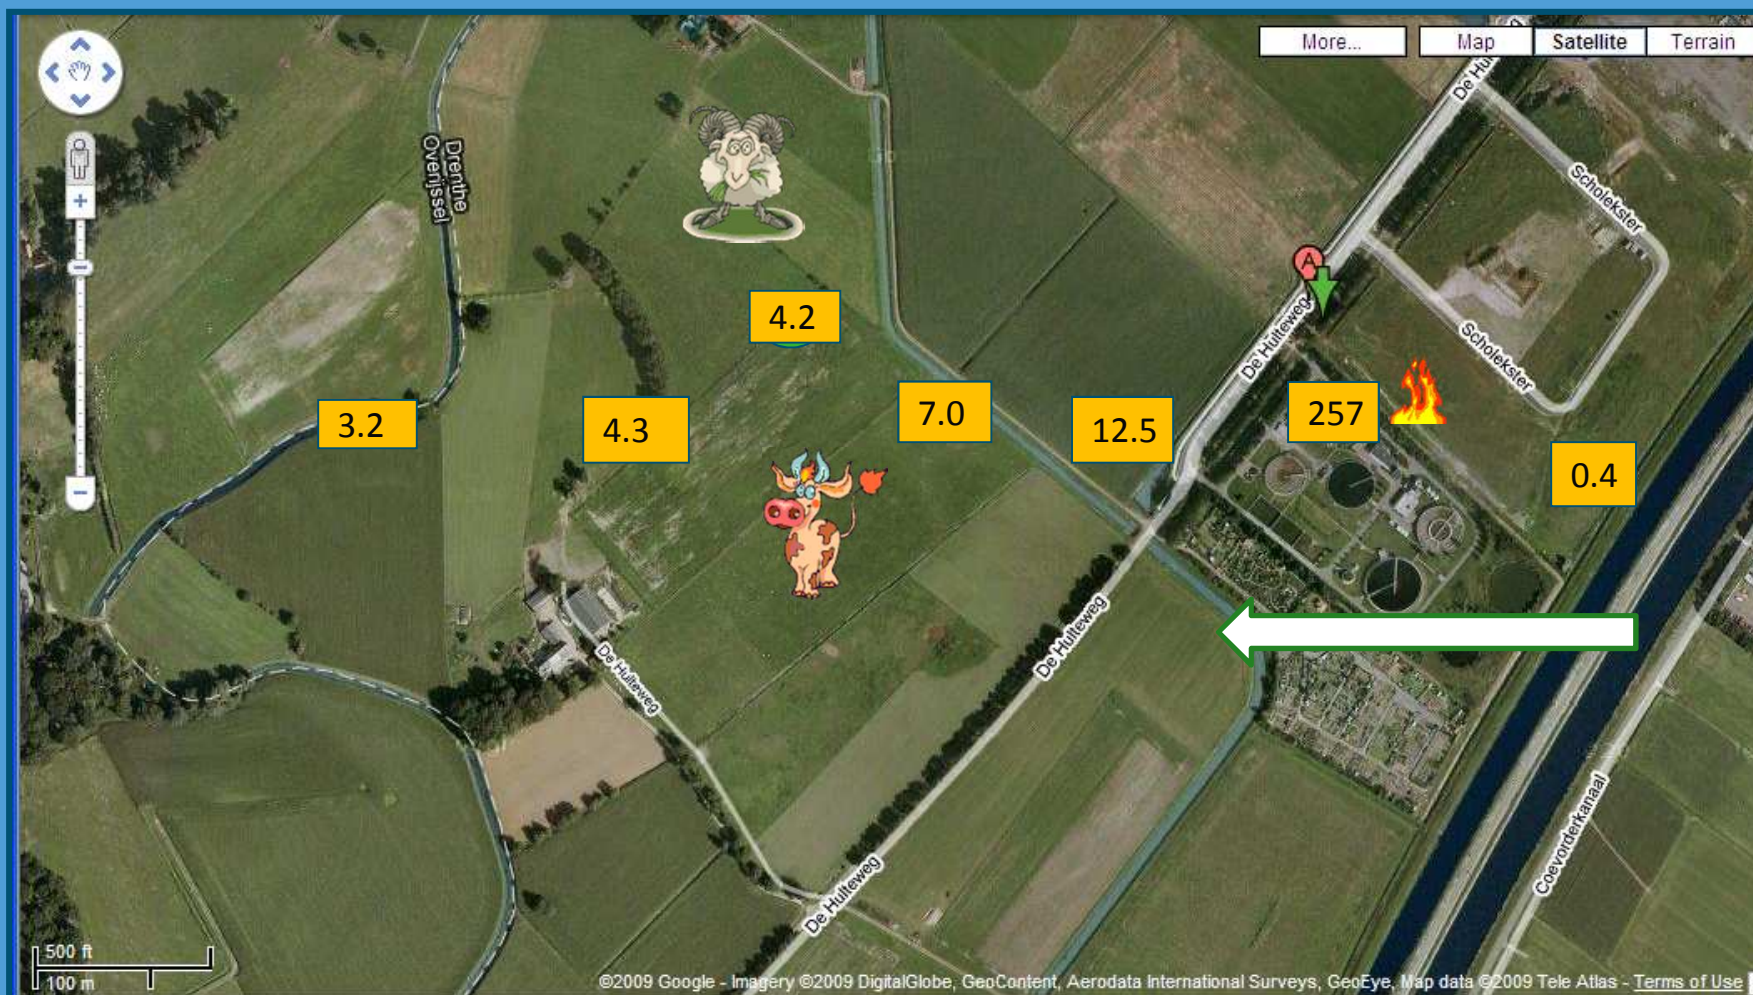 More...
Map
Satellite
Terrain
De Hu
Drenthe
Overijssel
Scholekster
A
De Hulteweg
Scholekster
4.2
3.2
4.3
7.0
12.5
257
0.4
De Hulteweg
De Hulteweg
De Hulteweg
Coevorderkanaal
500 ft
100 m
©2009 Google - Imagery ©2009 DigitalGlobe, GeoContent, Aerodata International Surveys, GeoEye, Map data ©2009 Tele Atlas - Terms of Use